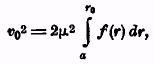 v₀² = 2μ² ∫ₐ^{r₀} f(r) dr,